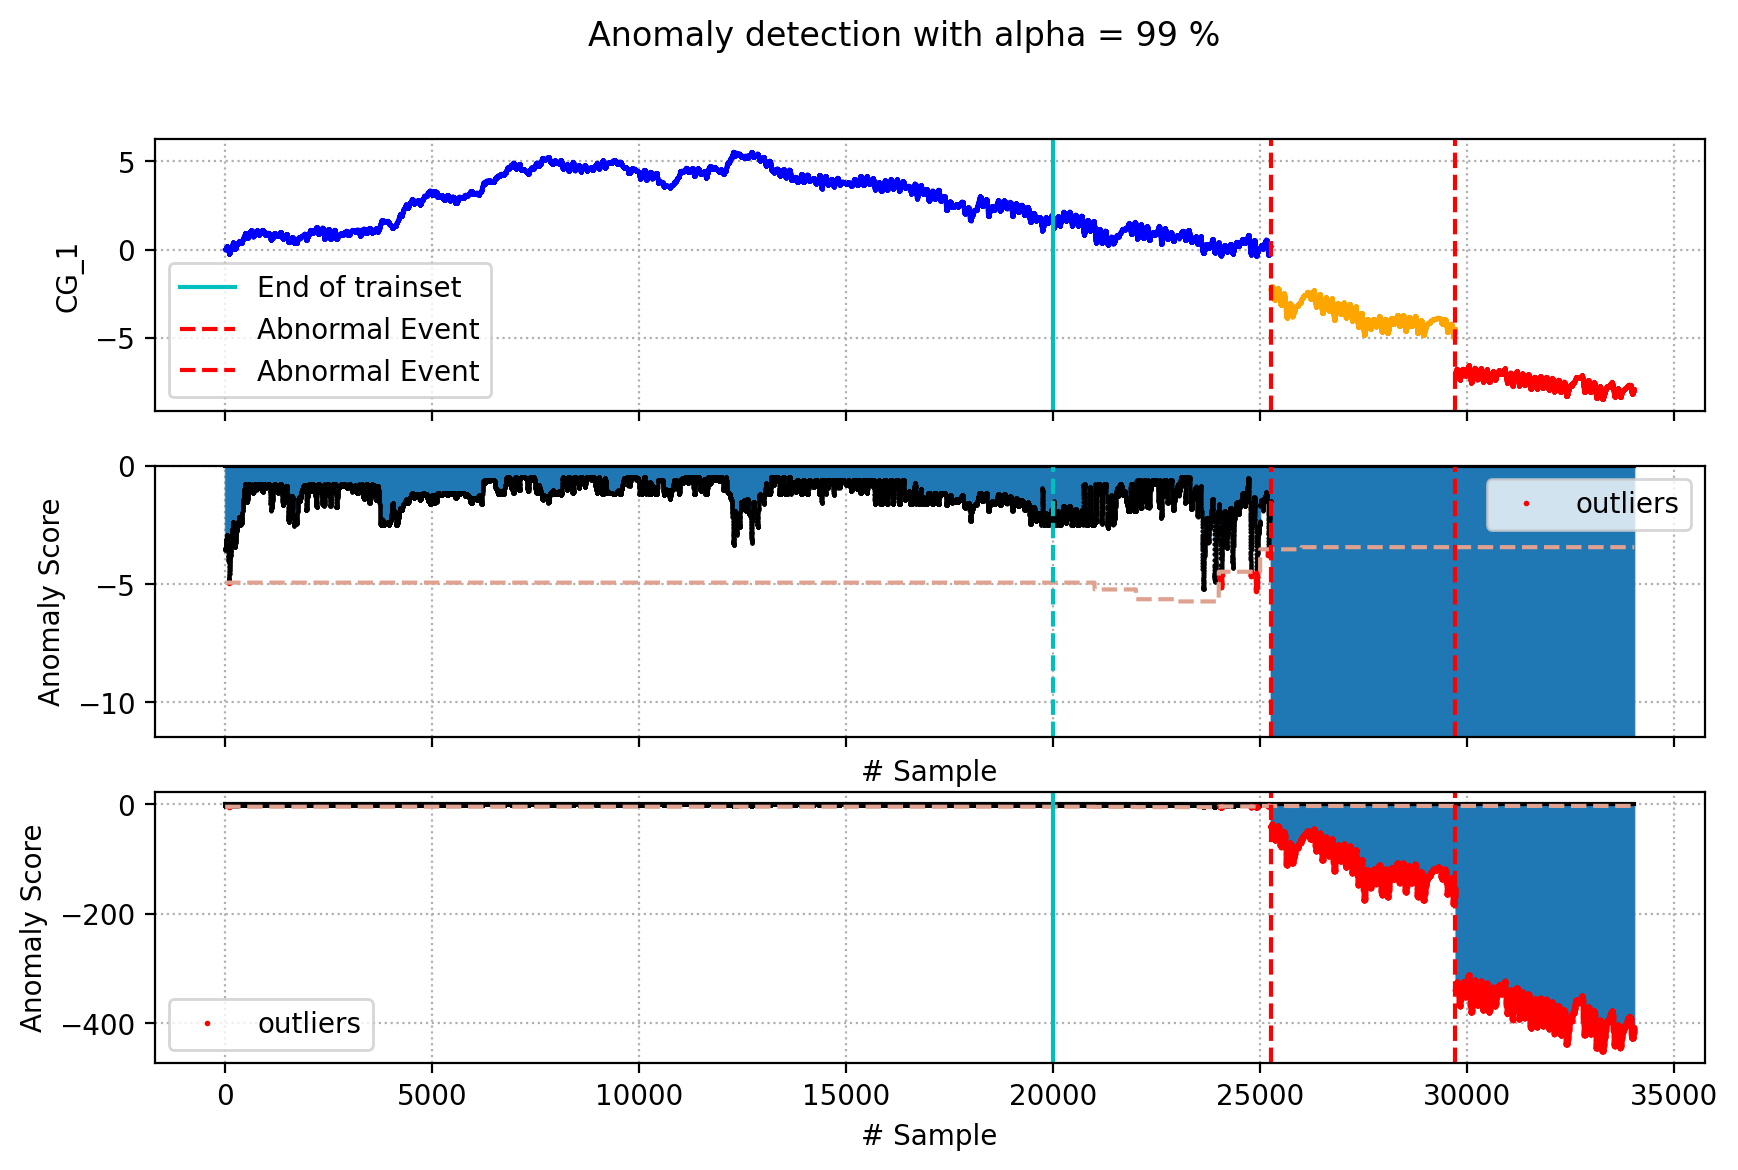 Anomaly detection with alpha = 99 %
CG_1
5
0
−5
End of trainset
Abnormal Event
Abnormal Event
Anomaly Score
0
−5
−10
outliers
# Sample
Anomaly Score
0
−200
−400
outliers
0 5000 10000 15000 20000 25000 30000 35000
# Sample